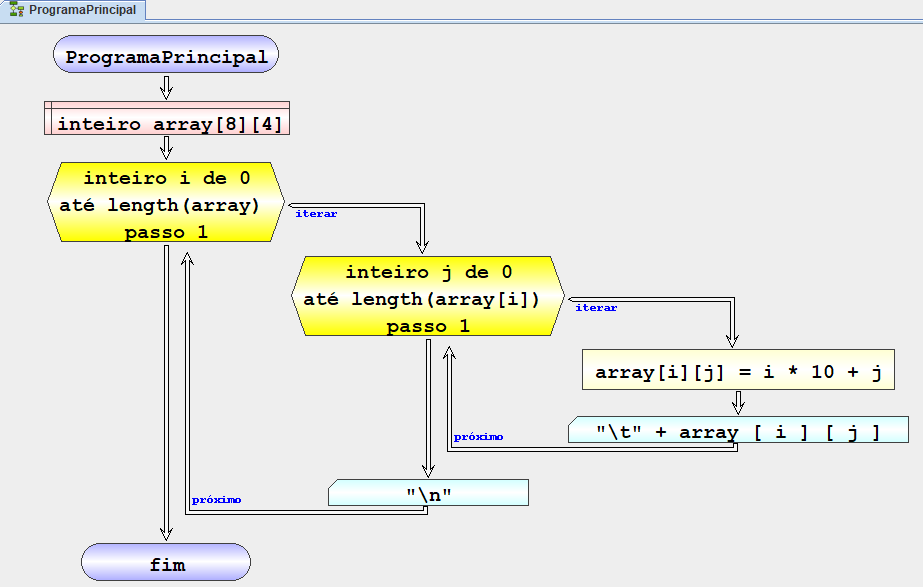 ProgramaPrincipal
ProgramaPrincipal
inteiro array[8][4]
inteiro i de 0
até length(array)
passo 1
iterar
inteiro j de 0
até length(array[i])
passo 1
iterar
array[i][j] = i * 10 + j
"\t" + array [ i ] [ j ]
próximo
"\n"
próximo
fim